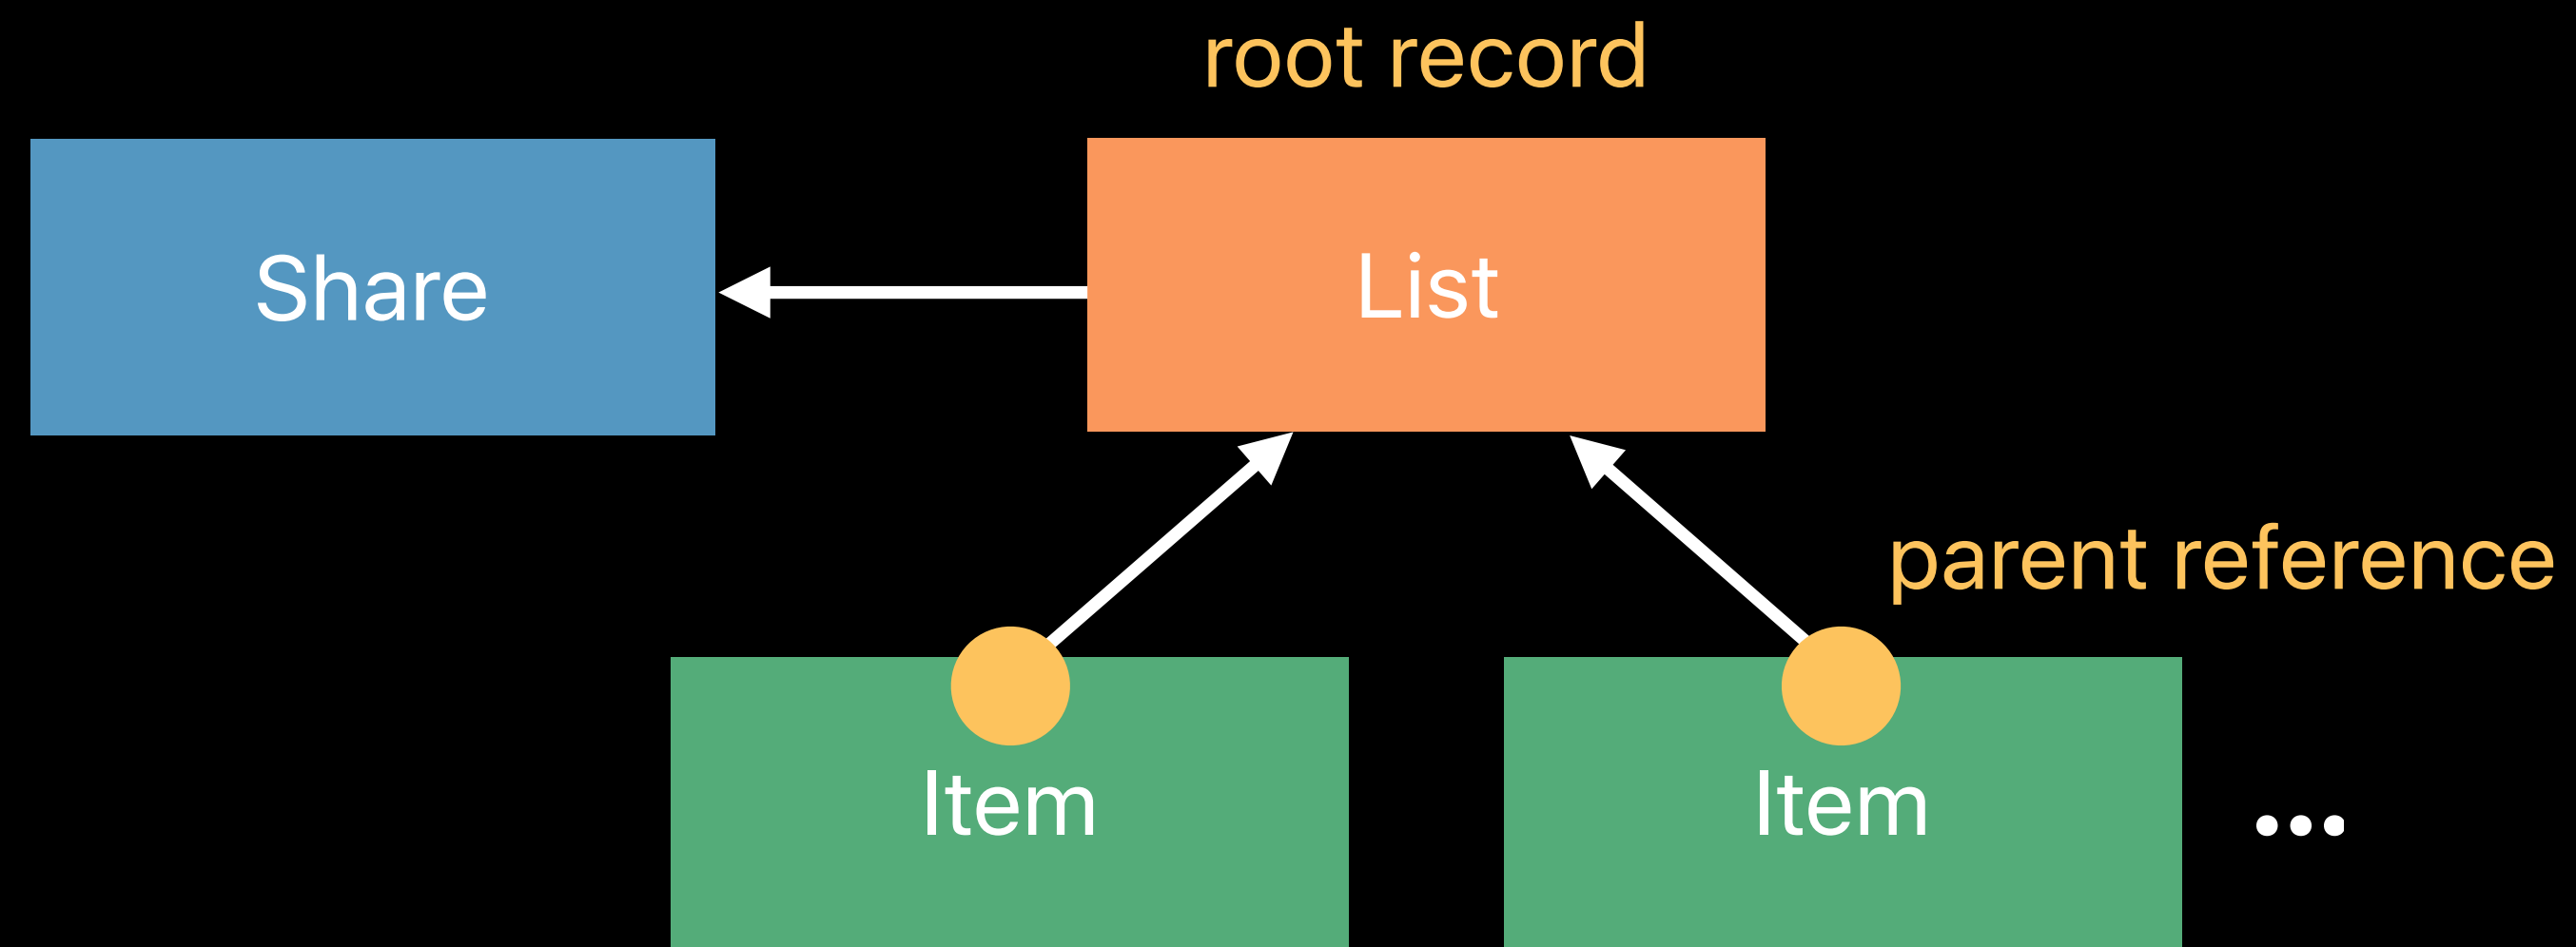 root record
Share
List
parent reference
Item
Item
...